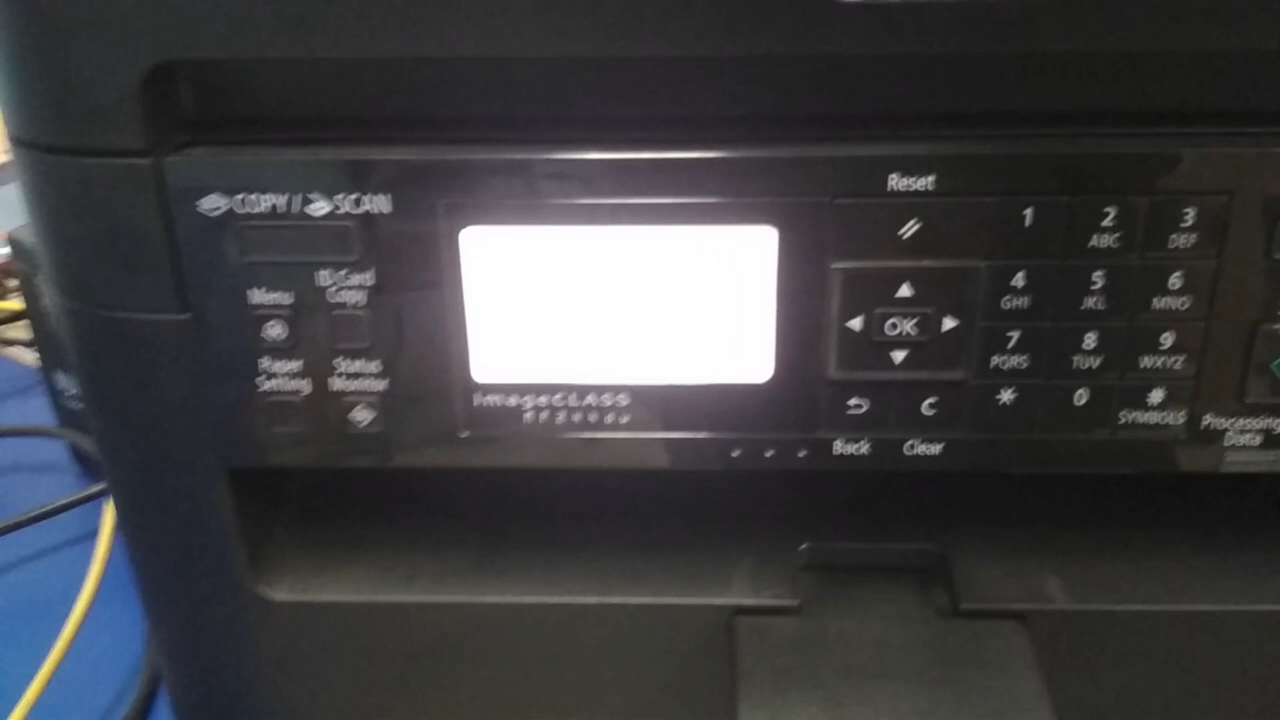 Reset
COPY / SCAN
1
2
ABC
3
DEF
ID Card
Copy
Menu
4
GHI
5
JKL
6
MNO
OK
7
PQRS
8
TUV
9
WXYZ
Paper
Setting
Status
Monitor
imageCLASS
*
0
#
SYMBOLS
Processing
Data
Back
Clear